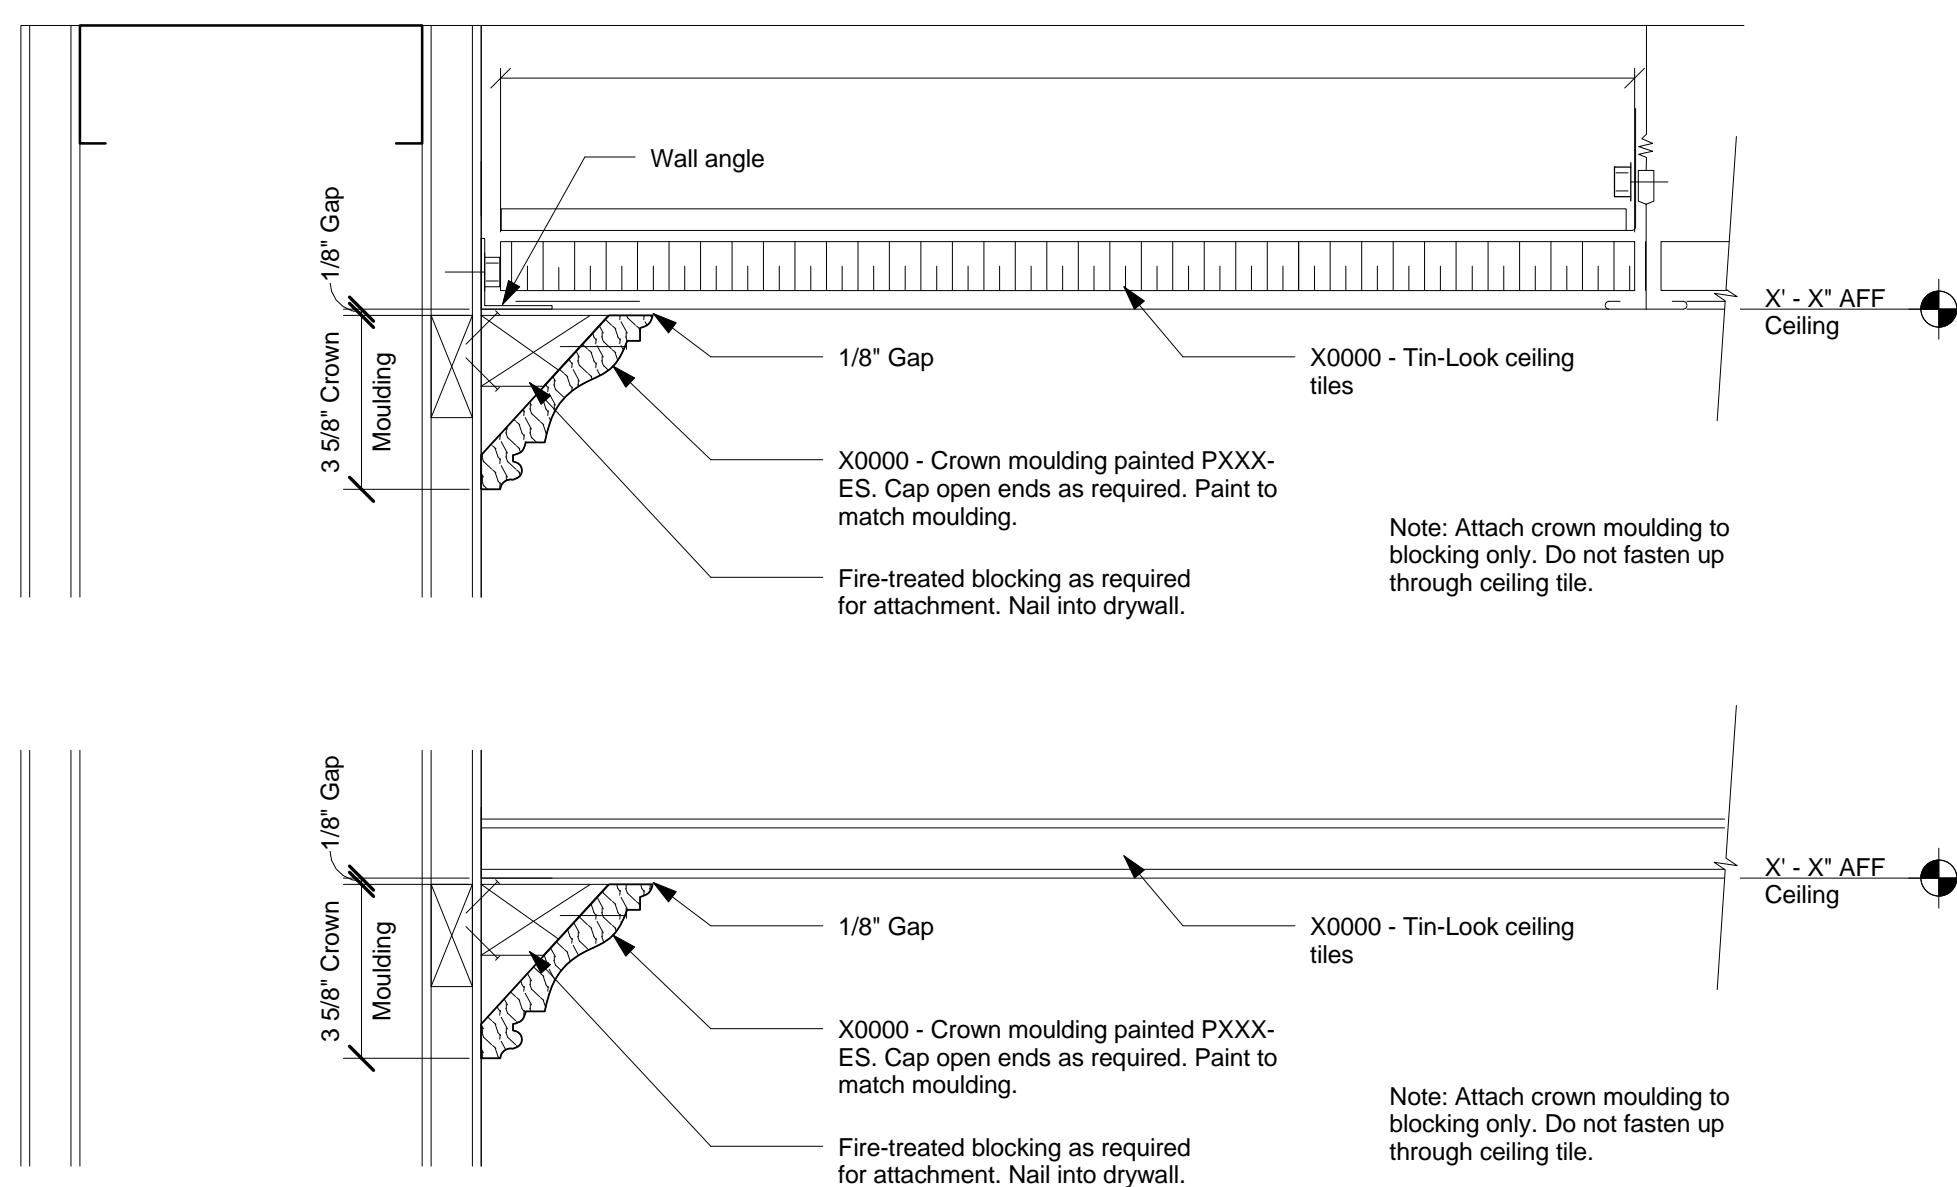 Wall angle
1/8" Gap
3 5/8" Crown
Moulding
X' - X" AFF
Ceiling
1/8" Gap
X0000 - Tin-Look ceiling
tiles
X0000 - Crown moulding painted PXXX-
ES. Cap open ends as required. Paint to
match moulding.
Note: Attach crown moulding to
blocking only. Do not fasten up
through ceiling tile.
Fire-treated blocking as required
for attachment. Nail into drywall.
1/8" Gap
3 5/8" Crown
Moulding
X' - X" AFF
Ceiling
1/8" Gap
X0000 - Tin-Look ceiling
tiles
X0000 - Crown moulding painted PXXX-
ES. Cap open ends as required. Paint to
match moulding.
Note: Attach crown moulding to
blocking only. Do not fasten up
through ceiling tile.
Fire-treated blocking as required
for attachment. Nail into drywall.